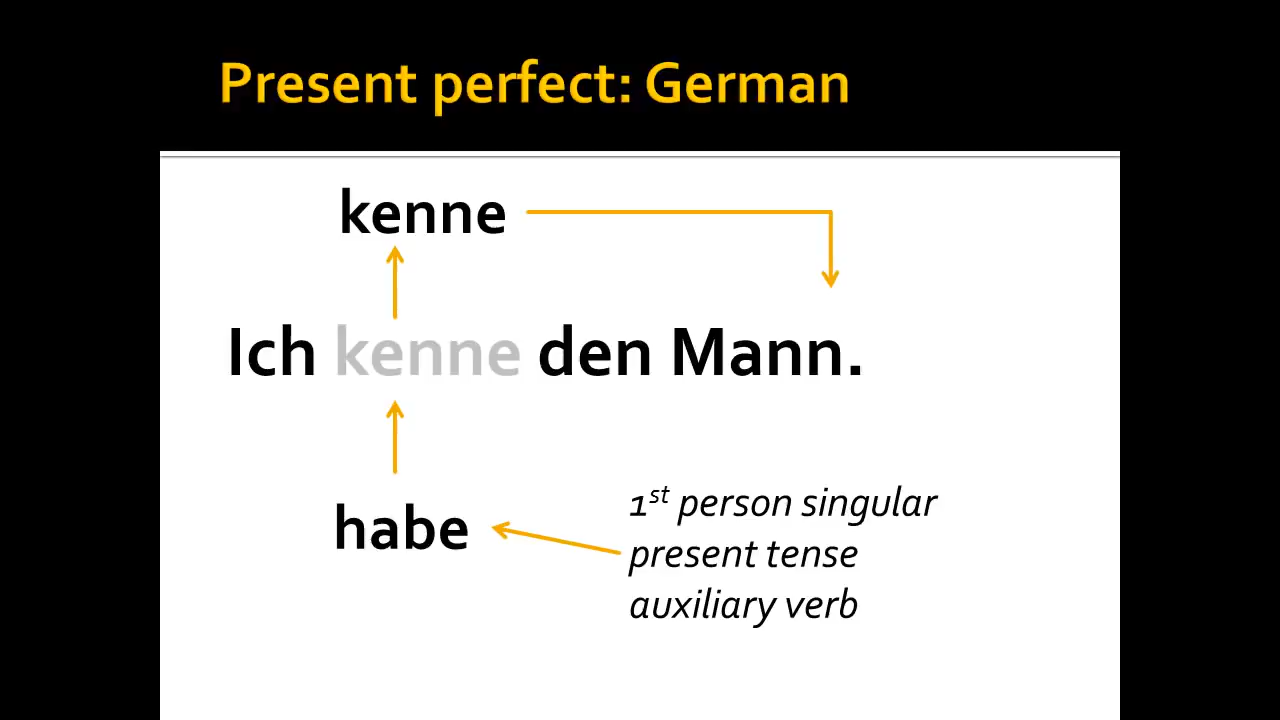 Present perfect: German
kenne
Ich kenne den Mann.
habe
1st person singular
present tense
auxiliary verb